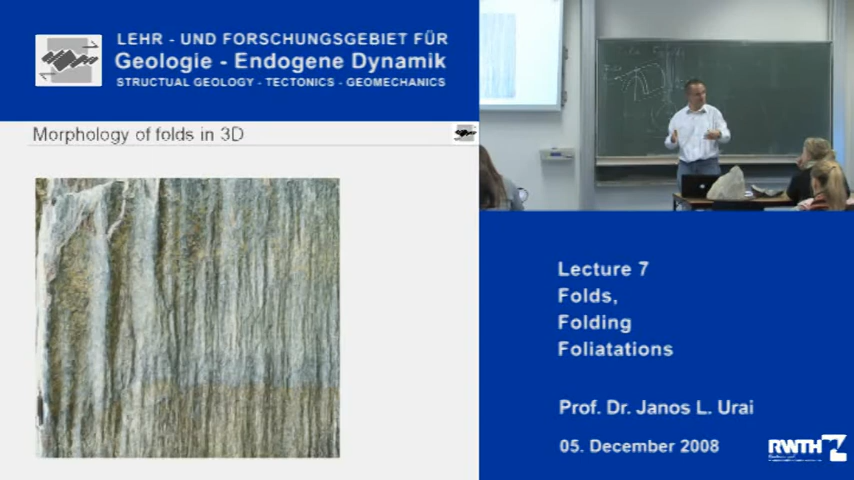 LEHR - UND FORSCHUNGSGEBIET FÜR
Geologie - Endogene Dynamik
STRUCTUAL GEOLOGY - TECTONICS - GEOMECHANICS
Morphology of folds in 3D
Lecture 7
Folds,
Folding
Foliatations
Prof. Dr. Janos L. Urai
05. December 2008
RWTH